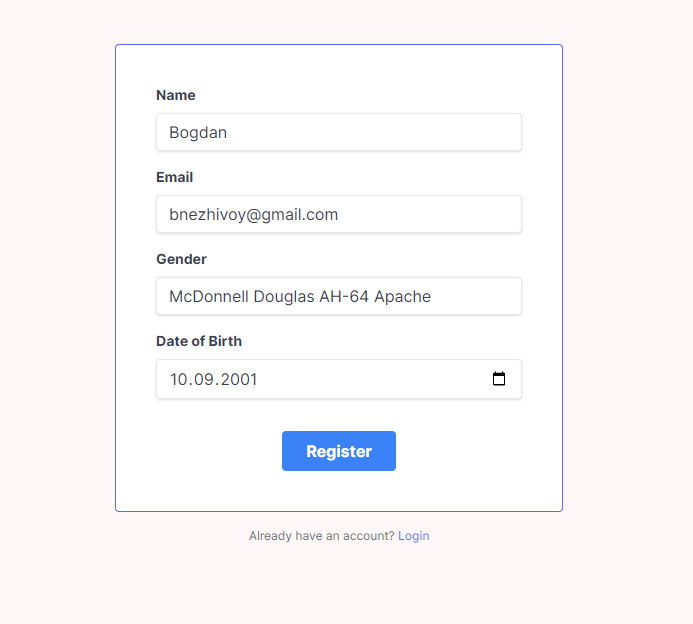 Name
Bogdan
Email
bnezhivoy@gmail.com
Gender
McDonnell Douglas AH-64 Apache
Date of Birth
10.09.2001
Register
Already have an account? Login